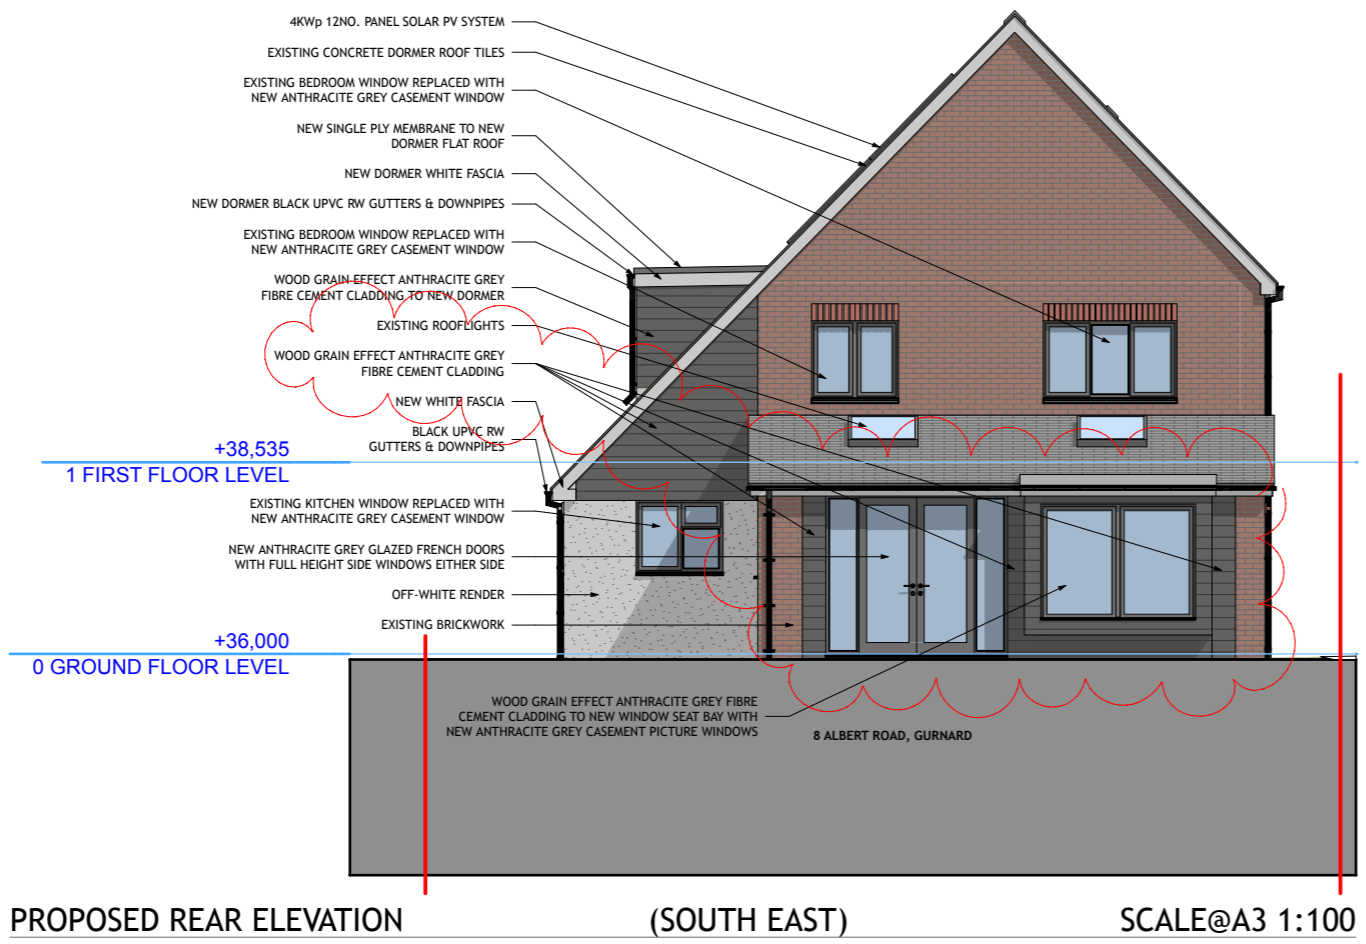 4KWp 12NO. PANEL SOLAR PV SYSTEM
EXISTING CONCRETE DORMER ROOF TILES
EXISTING BEDROOM WINDOW REPLACED WITH
NEW ANTHRACITE GREY CASEMENT WINDOW
NEW SINGLE PLY MEMBRANE TO NEW
DORMER FLAT ROOF
NEW DORMER WHITE FASCIA
NEW DORMER BLACK UPVC RW GUTTERS & DOWNPIPES
EXISTING BEDROOM WINDOW REPLACED WITH
NEW ANTHRACITE GREY CASEMENT WINDOW
WOOD GRAIN EFFECT ANTHRACITE GREY
FIBRE CEMENT CLADDING TO NEW DORMER
EXISTING ROOFLIGHTS
WOOD GRAIN EFFECT ANTHRACITE GREY
FIBRE CEMENT CLADDING
NEW WHITE FASCIA
BLACK UPVC RW
GUTTERS & DOWNPIPES
+38,535
1 FIRST FLOOR LEVEL
EXISTING KITCHEN WINDOW REPLACED WITH
NEW ANTHRACITE GREY CASEMENT WINDOW
NEW ANTHRACITE GREY GLAZED FRENCH DOORS
WITH FULL HEIGHT SIDE WINDOWS EITHER SIDE
OFF-WHITE RENDER
EXISTING BRICKWORK
+36,000
0 GROUND FLOOR LEVEL
WOOD GRAIN EFFECT ANTHRACITE GREY FIBRE
CEMENT CLADDING TO NEW WINDOW SEAT BAY WITH
NEW ANTHRACITE GREY CASEMENT PICTURE WINDOWS
8 ALBERT ROAD, GURNARD
PROPOSED REAR ELEVATION (SOUTH EAST) SCALE@A3 1:100